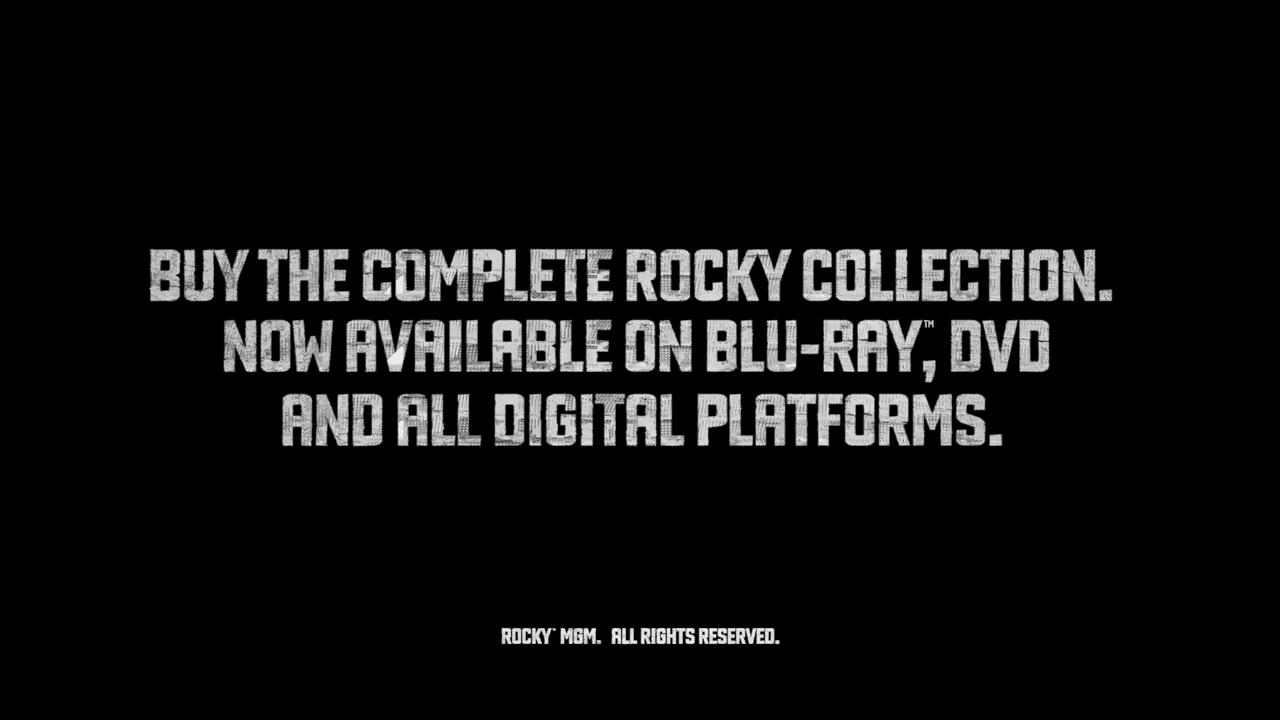 BUY THE COMPLETE ROCKY COLLECTION.
NOW AVAILABLE ON BLU-RAY™, DVD
AND ALL DIGITAL PLATFORMS.
ROCKY™ MGM. ALL RIGHTS RESERVED.